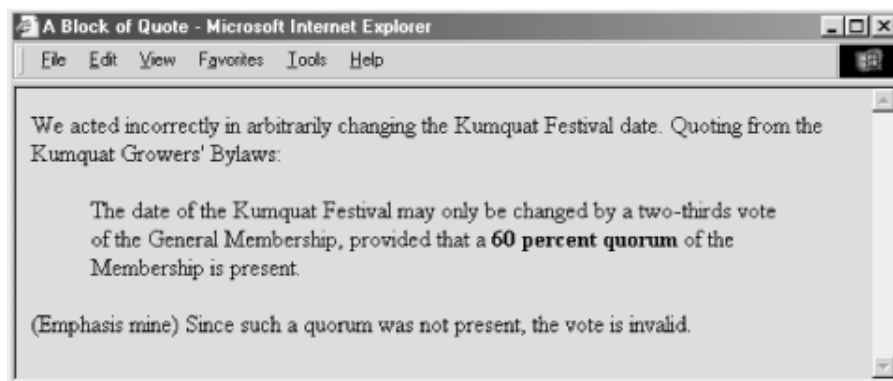 A Block of Quote - Microsoft Internet Explorer
File Edit View Favorites Tools Help
We acted incorrectly in arbitrarily changing the Kumquat Festival date. Quoting from the
Kumquat Growers' Bylaws:
The date of the Kumquat Festival may only be changed by a two-thirds vote
of the General Membership, provided that a 60 percent quorum of the
Membership is present.
(Emphasis mine) Since such a quorum was not present, the vote is invalid.